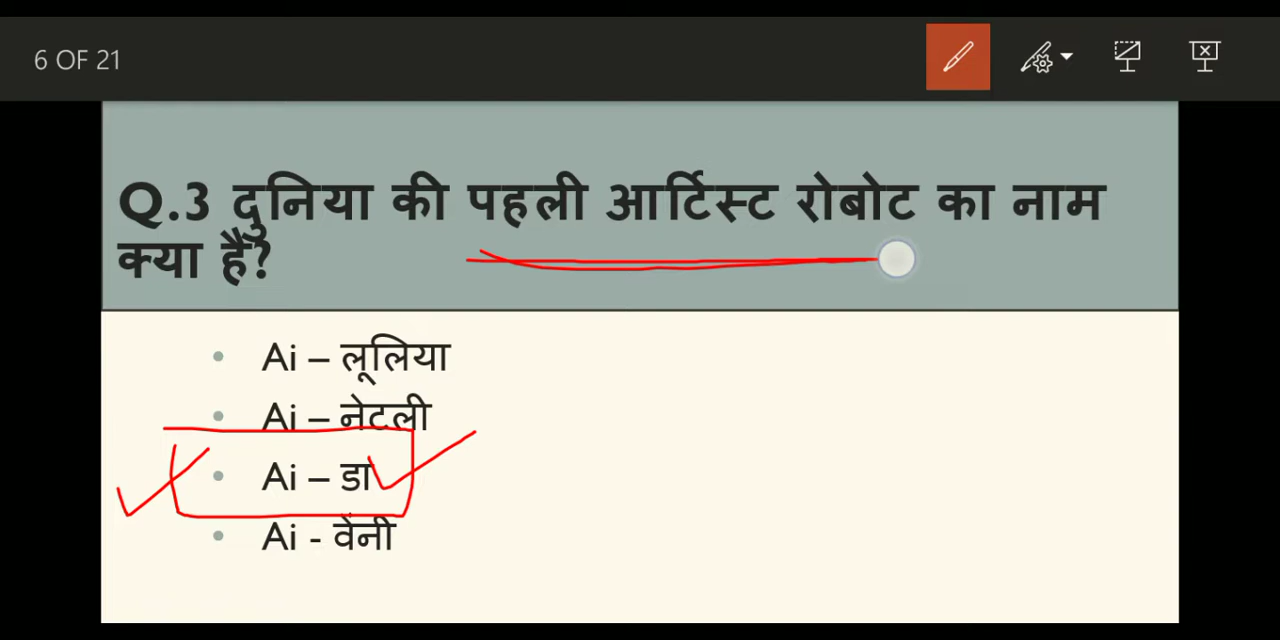 6 OF 21
Q.3 दुनिया की पहली आर्टिस्ट रोबोट का नाम
क्या हैं?
• Ai – लूलिया
• Ai – नेटली
• Ai – डा
• Ai - वेनी